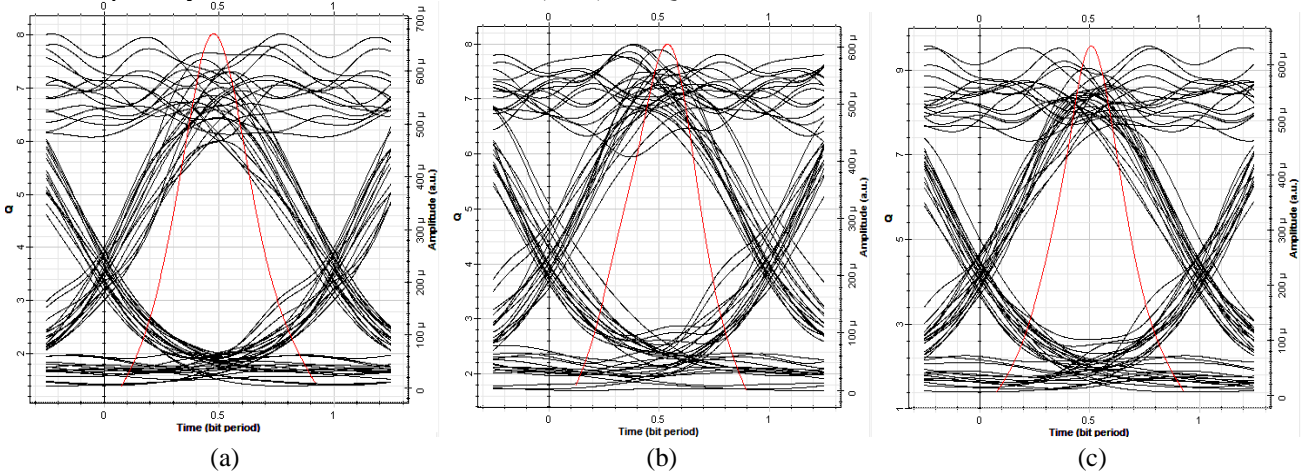 0 0.5 1
8
7
6
5
4
3
2
Q
700 µ
600 µ
500 µ
400 µ
300 µ
200 µ
100 µ
0
Amplitude (a.u.)
0 0.5 1
Time (bit period)
(a)
0 0.5 1
8
7
6
5
4
3
2
Q
600 µ
500 µ
400 µ
300 µ
200 µ
100 µ
0
Amplitude (a.u.)
0 0.5 1
Time (bit period)
(b)
0 0.5 1
9
7
5
3
1
Q
600 µ
500 µ
400 µ
300 µ
200 µ
100 µ
0
Amplitude (a.u.)
0 0.5 1
Time (bit period)
(c)